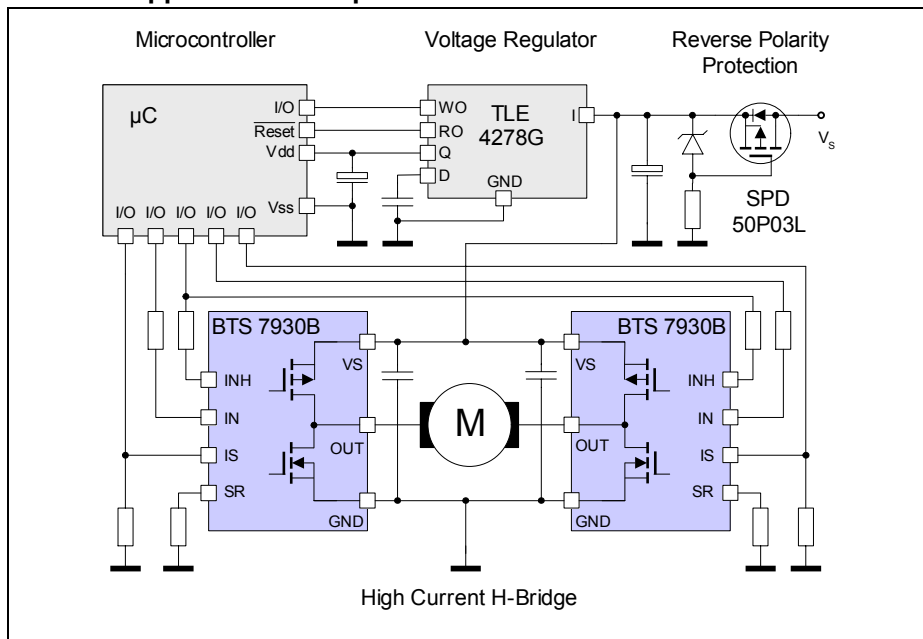 Microcontroller
Voltage Regulator
Reverse Polarity
Protection
µC
I/O
Reset
Vdd
Vss
I/O I/O I/O I/O I/O
WO
RO
Q
D
TLE
4278G
I
GND
VS
SPD
50P03L
BTS 7930B
INH
IN
IS
SR
VS
OUT
GND
M
BTS 7930B
VS
OUT
GND
INH
IN
IS
SR
High Current H-Bridge